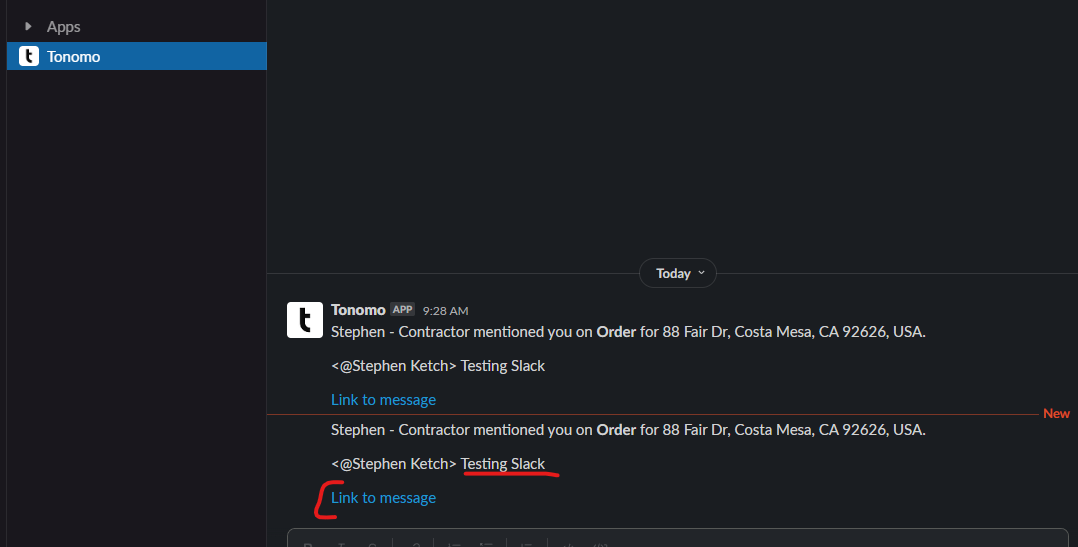 Apps
t Tonomo
Today
t Tonomo APP 9:28 AM
Stephen - Contractor mentioned you on Order for 88 Fair Dr, Costa Mesa, CA 92626, USA.
<@Stephen Ketch> Testing Slack
Link to message
New
Stephen - Contractor mentioned you on Order for 88 Fair Dr, Costa Mesa, CA 92626, USA.
<@Stephen Ketch> Testing Slack
Link to message